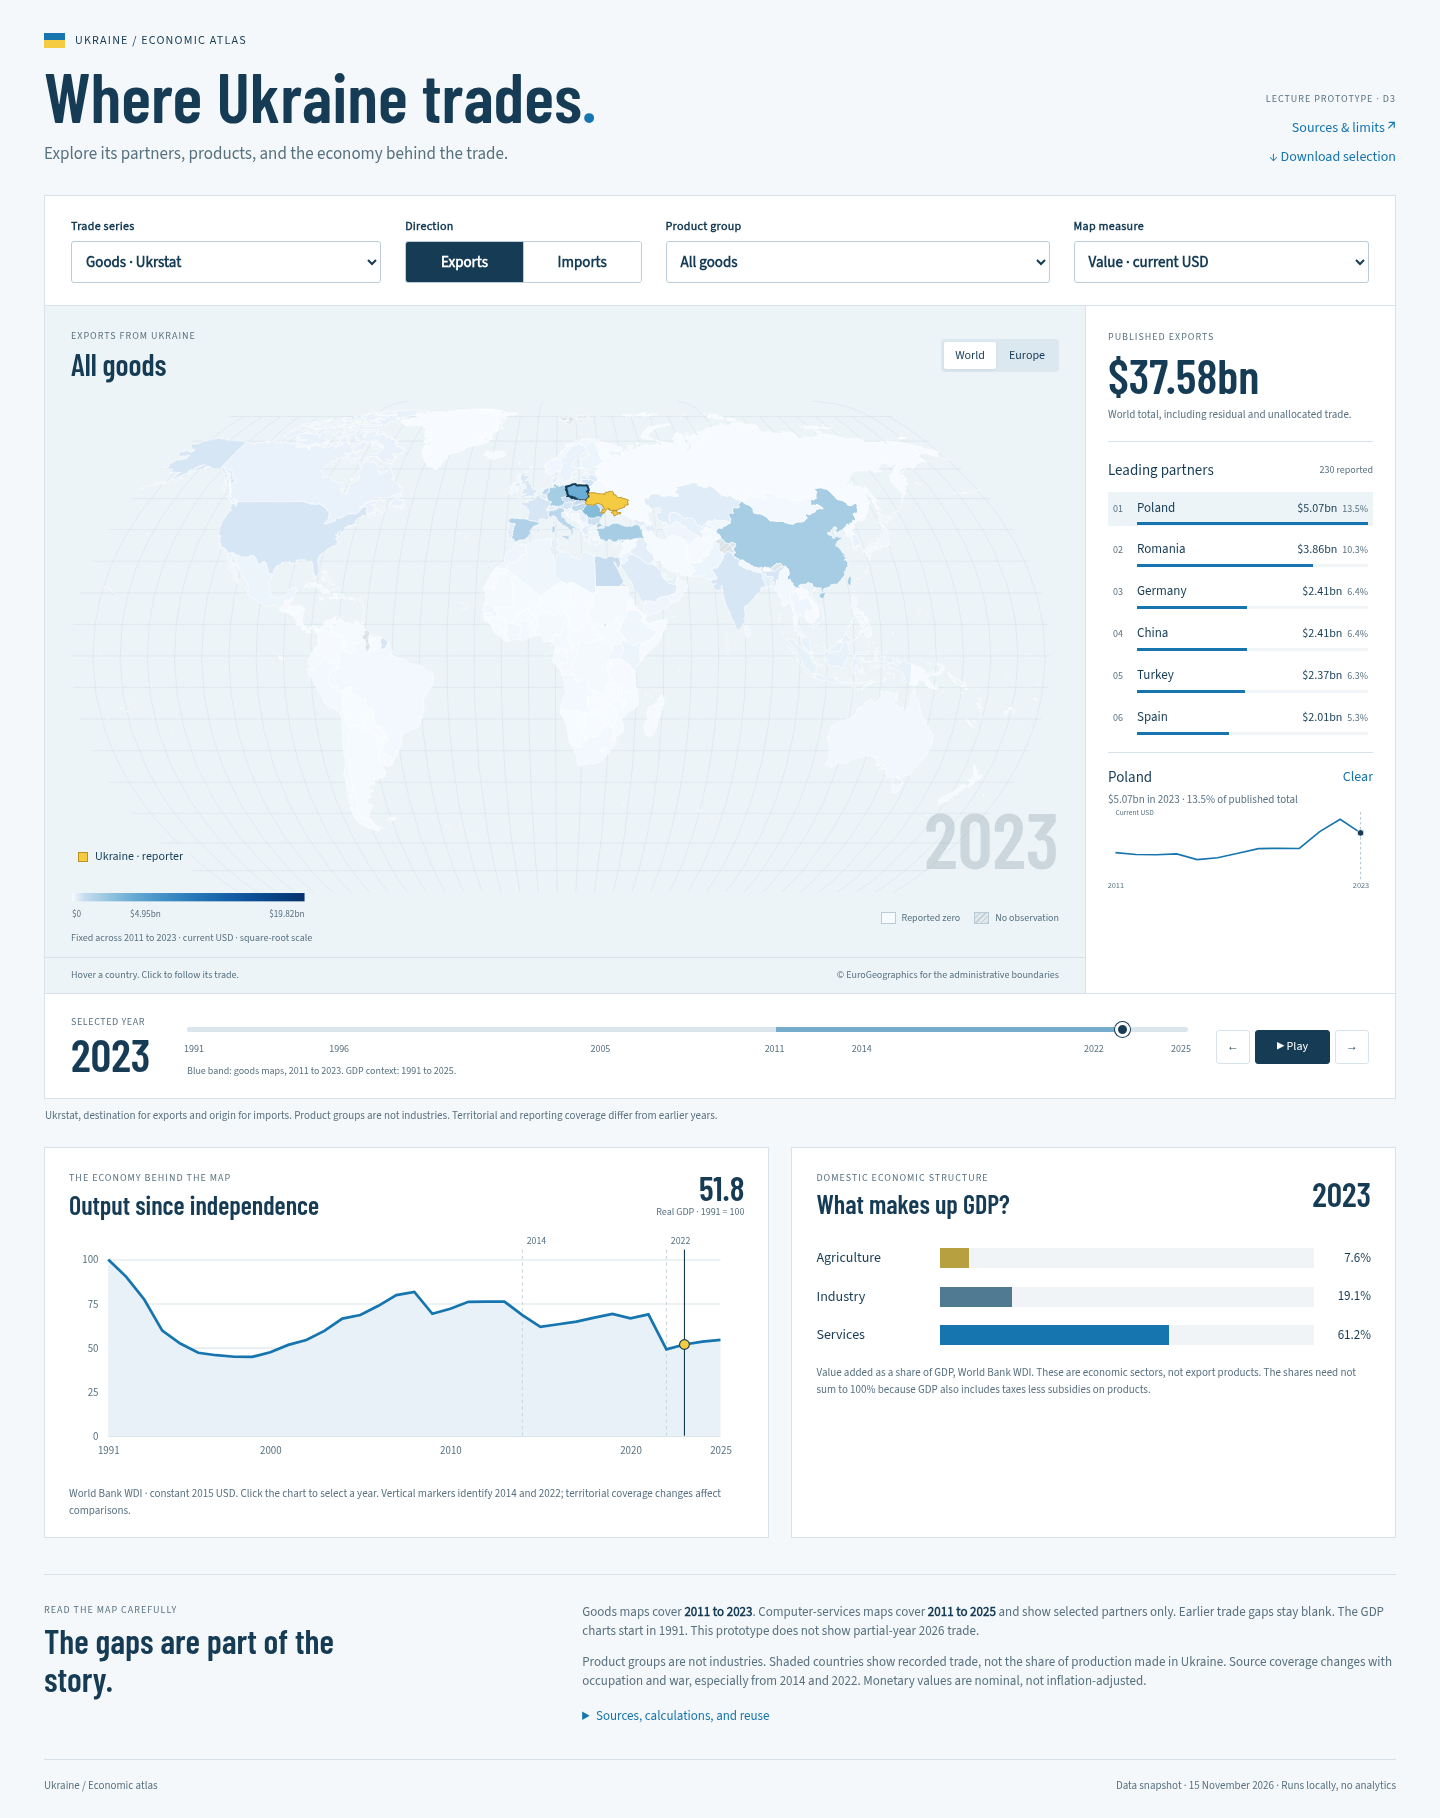 UKRAINE / ECONOMIC ATLAS
Where Ukraine trades.
Explore its partners, products, and the economy behind the trade.
LECTURE PROTOTYPE · D3
Sources & limits ↗
↓ Download selection
Trade series
Goods · Ukrstat
Direction
Exports
Imports
Product group
All goods
Map measure
Value · current USD
EXPORTS FROM UKRAINE
All goods
World
Europe
2023
Ukraine · reporter
$0
$4.95bn
$19.82bn
Fixed across 2011 to 2023 · current USD · square-root scale
Reported zero
No observation
Hover a country. Click to follow its trade.
© EuroGeographics for the administrative boundaries
PUBLISHED EXPORTS
$37.58bn
World total, including residual and unallocated trade.
Leading partners
230 reported
01 Poland $5.07bn 13.5%
02 Romania $3.86bn 10.3%
03 Germany $2.41bn 6.4%
04 China $2.41bn 6.4%
05 Turkey $2.37bn 6.3%
06 Spain $2.01bn 5.3%
Poland
Clear
$5.07bn in 2023 · 13.5% of published total
Current USD
2011
2023
SELECTED YEAR
2023
1991
1996
2005
2011
2014
2022
2025
Blue band: goods maps, 2011 to 2023. GDP context: 1991 to 2025.
←
▶ Play
→
Ukrstat, destination for exports and origin for imports. Product groups are not industries. Territorial and reporting coverage differ from earlier years.
THE ECONOMY BEHIND THE MAP
Output since independence
51.8
Real GDP · 1991 = 100
2014
2022
100
75
50
25
0
1991
2000
2010
2020
2025
World Bank WDI · constant 2015 USD. Click the chart to select a year. Vertical markers identify 2014 and 2022; territorial coverage changes affect
comparisons.
DOMESTIC ECONOMIC STRUCTURE
What makes up GDP?
2023
Agriculture 7.6%
Industry 19.1%
Services 61.2%
Value added as a share of GDP, World Bank WDI. These are economic sectors, not export products. The shares need not
sum to 100% because GDP also includes taxes less subsidies on products.
READ THE MAP CAREFULLY
The gaps are part of the
story.
Goods maps cover 2011 to 2023. Computer-services maps cover 2011 to 2025 and show selected partners only. Earlier trade gaps stay blank. The GDP
charts start in 1991. This prototype does not show partial-year 2026 trade.
Product groups are not industries. Shaded countries show recorded trade, not the share of production made in Ukraine. Source coverage changes with
occupation and war, especially from 2014 and 2022. Monetary values are nominal, not inflation-adjusted.
▶ Sources, calculations, and reuse
Ukraine / Economic atlas
Data snapshot · 15 November 2026 · Runs locally, no analytics